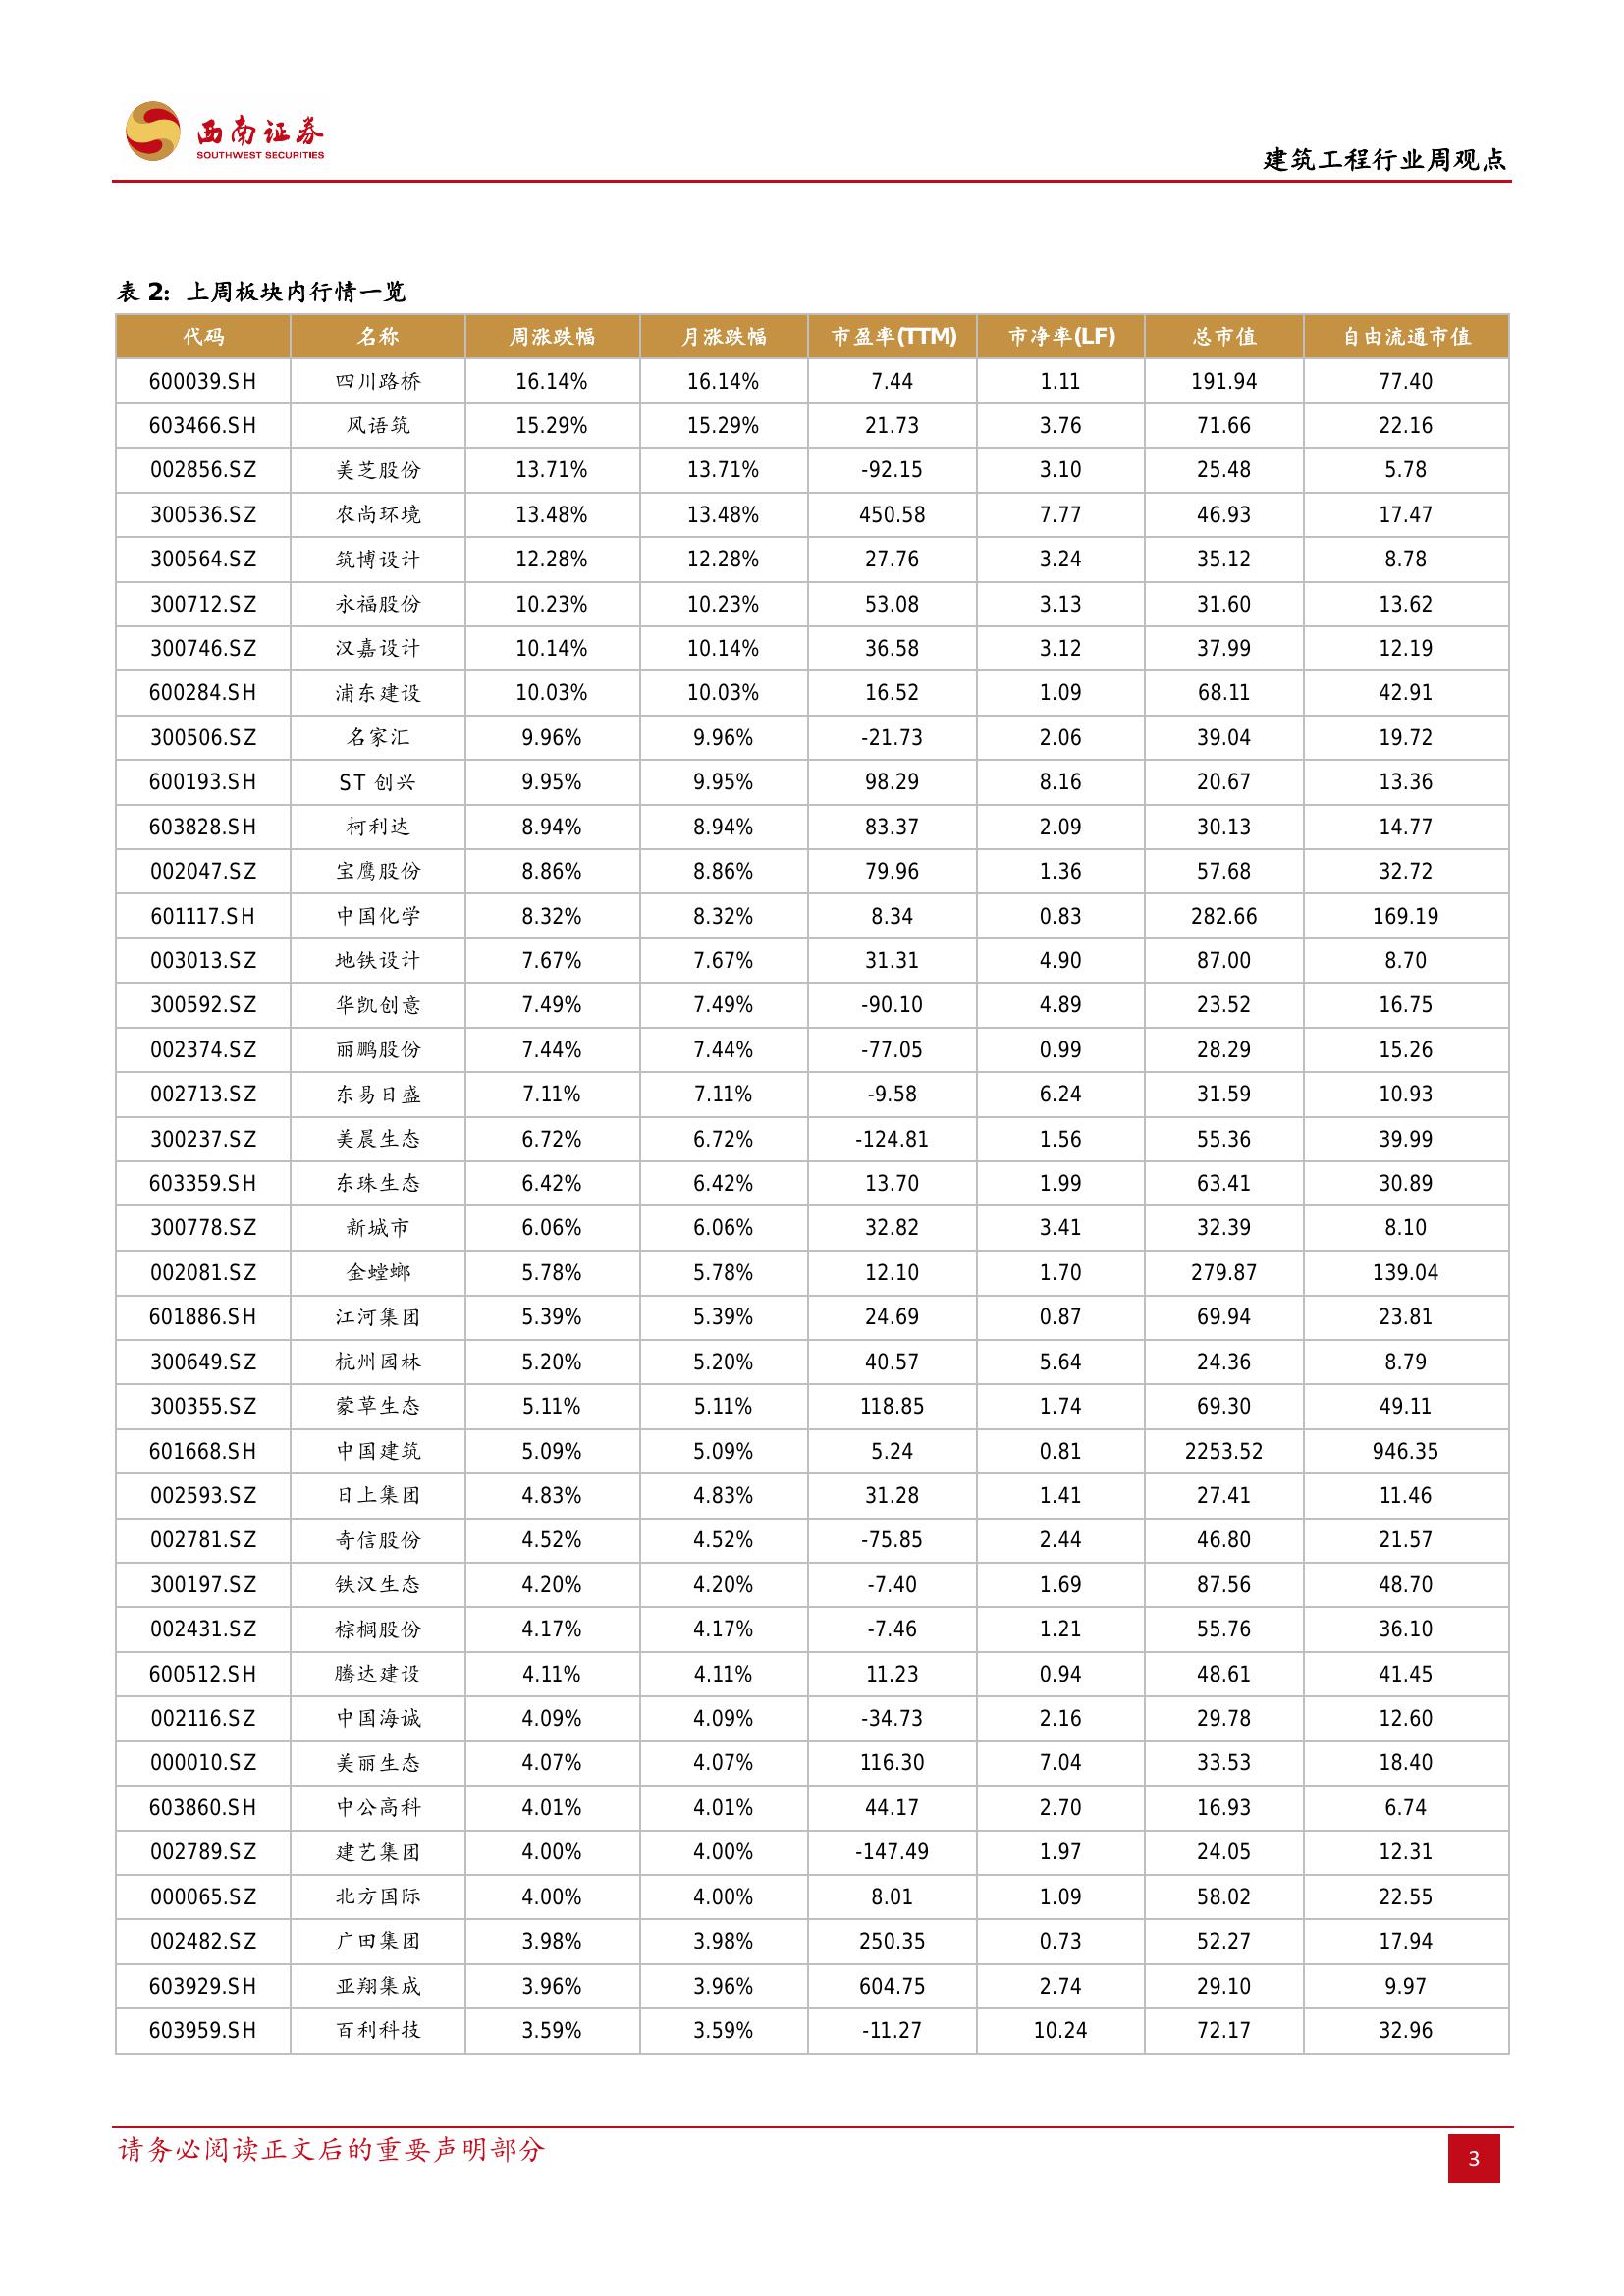 西南证券
SOUTHWEST SECURITIES
建筑工程行业周观点
表 2：上周板块内行情一览
代码 名称 周涨跌幅 月涨跌幅 市盈率(TTM) 市净率(LF) 总市值 自由流通市值
600039.SH 四川路桥 16.14% 16.14% 7.44 1.11 191.94 77.40
603466.SH 风语筑 15.29% 15.29% 21.73 3.76 71.66 22.16
002856.SZ 美芝股份 13.71% 13.71% -92.15 3.10 25.48 5.78
300536.SZ 农尚环境 13.48% 13.48% 450.58 7.77 46.93 17.47
300564.SZ 筑博设计 12.28% 12.28% 27.76 3.24 35.12 8.78
300712.SZ 永福股份 10.23% 10.23% 53.08 3.13 31.60 13.62
300746.SZ 汉嘉设计 10.14% 10.14% 36.58 3.12 37.99 12.19
600284.SH 浦东建设 10.03% 10.03% 16.52 1.09 68.11 42.91
300506.SZ 名家汇 9.96% 9.96% -21.73 2.06 39.04 19.72
600193.SH ST 创兴 9.95% 9.95% 98.29 8.16 20.67 13.36
603828.SH 柯利达 8.94% 8.94% 83.37 2.09 30.13 14.77
002047.SZ 宝鹰股份 8.86% 8.86% 79.96 1.36 57.68 32.72
601117.SH 中国化学 8.32% 8.32% 8.34 0.83 282.66 169.19
003013.SZ 地铁设计 7.67% 7.67% 31.31 4.90 87.00 8.70
300592.SZ 华凯创意 7.49% 7.49% -90.10 4.89 23.52 16.75
002374.SZ 丽鹏股份 7.44% 7.44% -77.05 0.99 28.29 15.26
002713.SZ 东易日盛 7.11% 7.11% -9.58 6.24 31.59 10.93
300237.SZ 美晨生态 6.72% 6.72% -124.81 1.56 55.36 39.99
603359.SH 东珠生态 6.42% 6.42% 13.70 1.99 63.41 30.89
300778.SZ 新城市 6.06% 6.06% 32.82 3.41 32.39 8.10
002081.SZ 金螳螂 5.78% 5.78% 12.10 1.70 279.87 139.04
601886.SH 江河集团 5.39% 5.39% 24.69 0.87 69.94 23.81
300649.SZ 杭州园林 5.20% 5.20% 40.57 5.64 24.36 8.79
300355.SZ 蒙草生态 5.11% 5.11% 118.85 1.74 69.30 49.11
601668.SH 中国建筑 5.09% 5.09% 5.24 0.81 2253.52 946.35
002593.SZ 日上集团 4.83% 4.83% 31.28 1.41 27.41 11.46
002781.SZ 奇信股份 4.52% 4.52% -75.85 2.44 46.80 21.57
300197.SZ 铁汉生态 4.20% 4.20% -7.40 1.69 87.56 48.70
002431.SZ 棕榈股份 4.17% 4.17% -7.46 1.21 55.76 36.10
600512.SH 腾达建设 4.11% 4.11% 11.23 0.94 48.61 41.45
002116.SZ 中国海诚 4.09% 4.09% -34.73 2.16 29.78 12.60
000010.SZ 美丽生态 4.07% 4.07% 116.30 7.04 33.53 18.40
603860.SH 中公高科 4.01% 4.01% 44.17 2.70 16.93 6.74
002789.SZ 建艺集团 4.00% 4.00% -147.49 1.97 24.05 12.31
000065.SZ 北方国际 4.00% 4.00% 8.01 1.09 58.02 22.55
002482.SZ 广田集团 3.98% 3.98% 250.35 0.73 52.27 17.94
603929.SH 亚翔集成 3.96% 3.96% 604.75 2.74 29.10 9.97
603959.SH 百利科技 3.59% 3.59% -11.27 10.24 72.17 32.96
请务必阅读正文后的重要声明部分
3